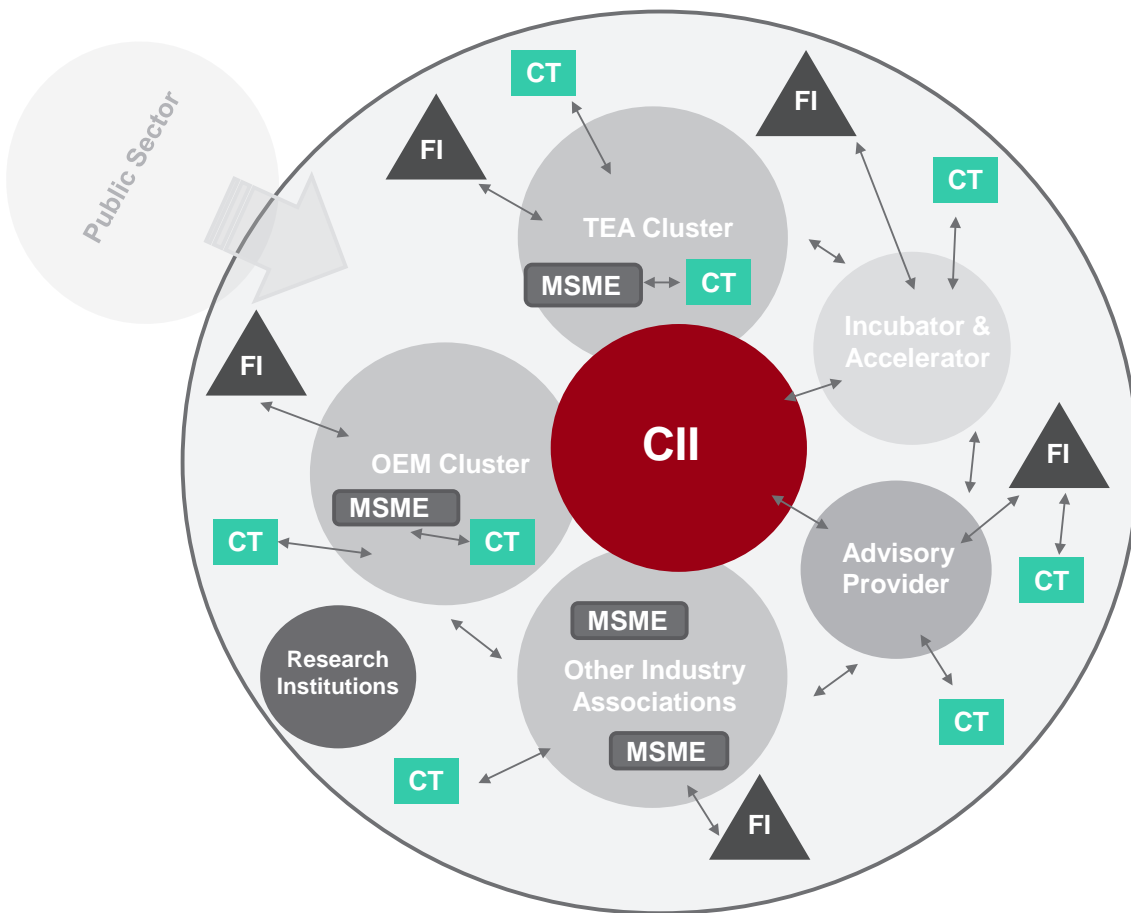 CT
FI
FI
Public Sector
CT
TEA Cluster
MSME
CT
Incubator &
Accelerator
FI
CII
FI
OEM Cluster
MSME
CT
CT
Advisory
Provider
CT
MSME
Research
Institutions
Other Industry
Associations
CT
MSME
CT
FI